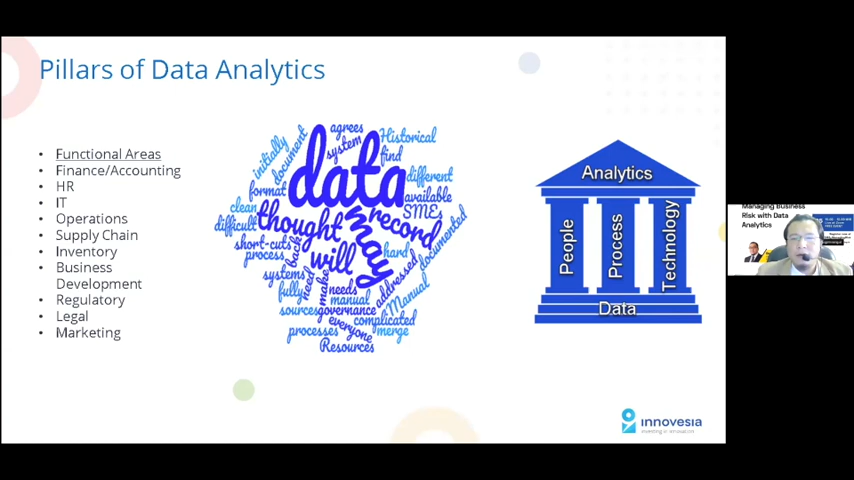 Pillars of Data Analytics
Functional Areas
Finance/Accounting
HR
IT
Operations
Supply Chain
Inventory
Business
Development
Regulatory
Legal
Marketing
agrees
system
Historical
find
initially
document
data
different
format
available
clean
SMEs
difficult
thought
record
documented
short-cuts
process
back
will
may
hard
addressed
systems
fully
need
make
needs
manual
Manual
sources
governance
complicated
everyone
processes
merge
Resources
Analytics
People
Process
Technology
Data
innovesia
Managing Business
Risk with Data
Analytics